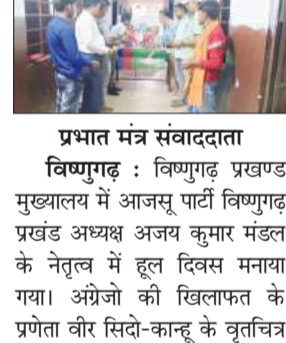 प्रभात मंत्र संवाददाता
विष्णुगढ़ : विष्णुगढ़ प्रखण्ड
मुख्यालय में आजसू पार्टी विष्णुगढ़
प्रखंड अध्यक्ष अजय कुमार मंडल
के नेतृत्व में हूल दिवस मनाया
गया। अंग्रेजो की खिलाफत के
प्रणेता वीर सिदो-कान्हू के वृतचित्र